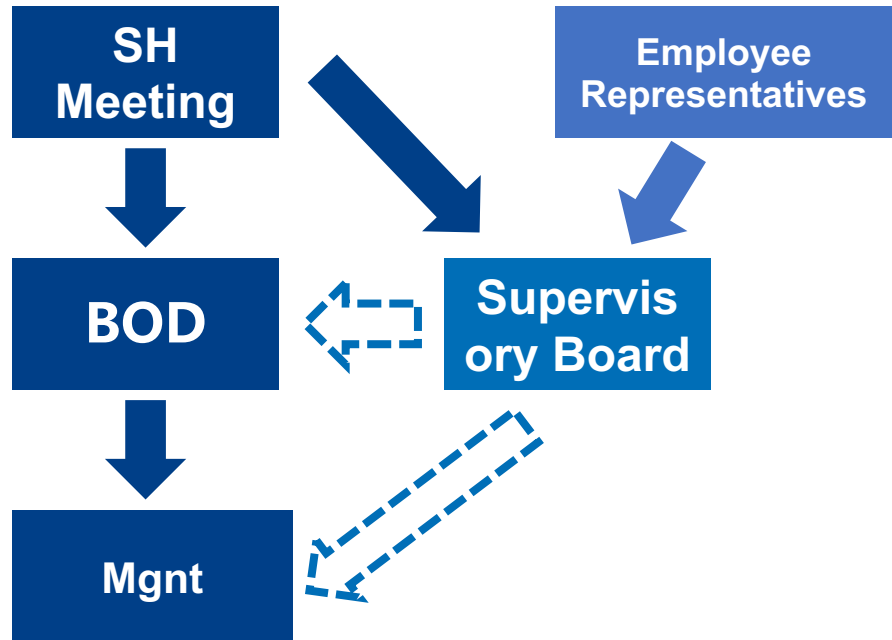 SH
Meeting
Employee
Representatives
BOD
Supervis
ory Board
Mgnt